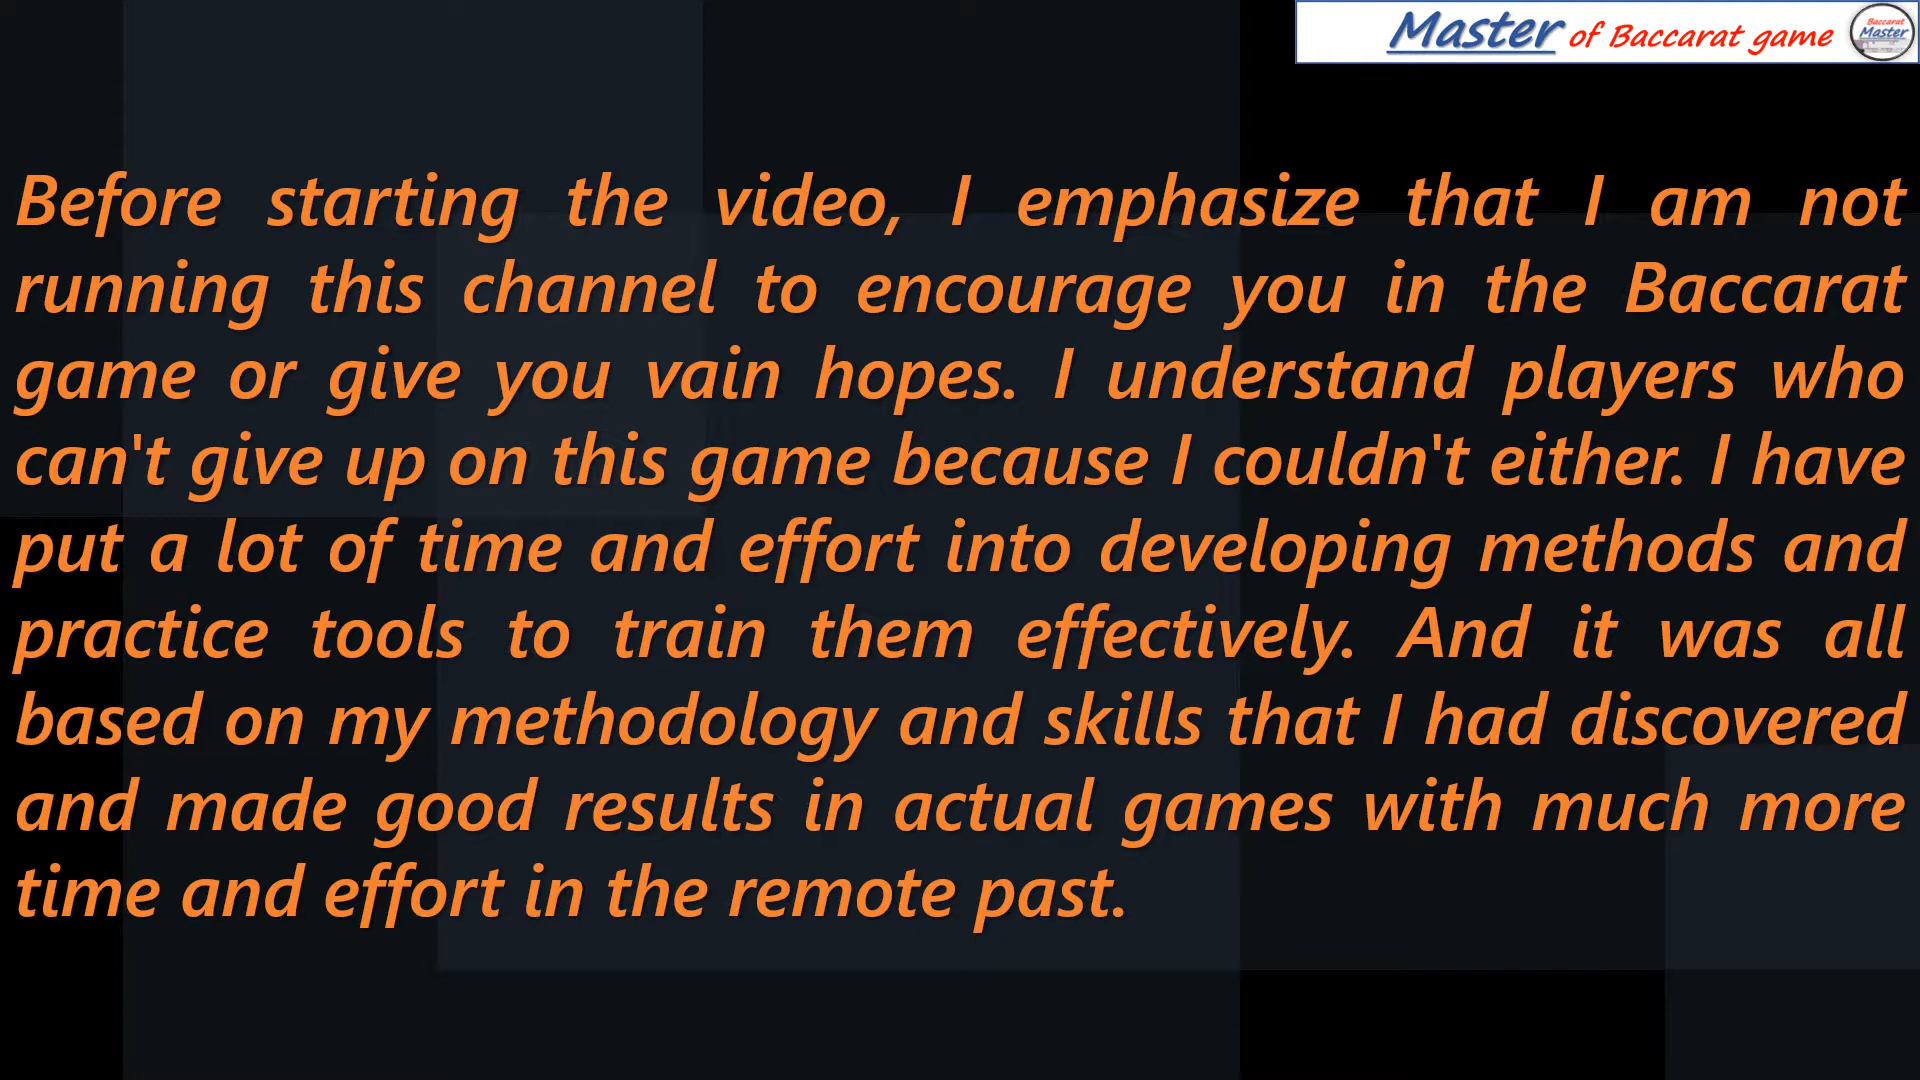 Master of Baccarat game
Baccarat
Master
Before starting the video, I emphasize that I am not
running this channel to encourage you in the Baccarat
game or give you vain hopes. I understand players who
can't give up on this game because I couldn't either. I have
put a lot of time and effort into developing methods and
practice tools to train them effectively. And it was all
based on my methodology and skills that I had discovered
and made good results in actual games with much more
time and effort in the remote past.